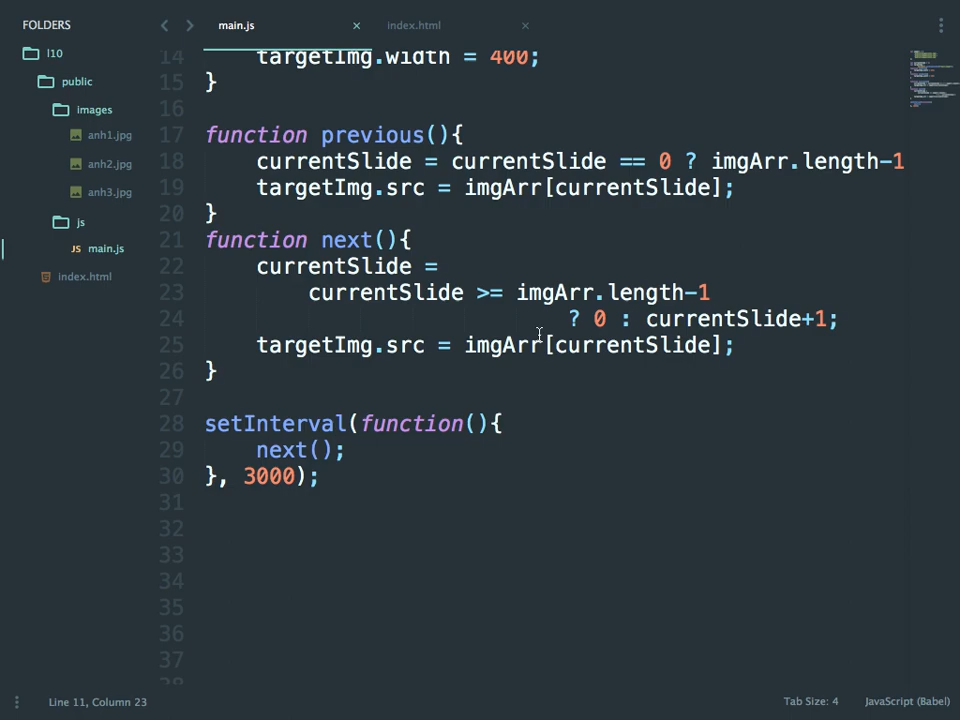 FOLDERS
l10
public
images
anh1.jpg
anh2.jpg
anh3.jpg
js
JS main.js
index.html
main.js ×
index.html ×
14 targetImg.width = 400;
15 }
16
17 function previous(){
18 currentSlide = currentSlide == 0 ? imgArr.length-1
19 targetImg.src = imgArr[currentSlide];
20 }
21 function next(){
22 currentSlide =
23 currentSlide >= imgArr.length-1
24 ? 0 : currentSlide+1;
25 targetImg.src = imgArr[currentSlide];
26 }
27
28 setInterval(function(){
29 next();
30 }, 3000);
31
32
33
34
35
36
37
38
Line 11, Column 23
Tab Size: 4
JavaScript (Babel)